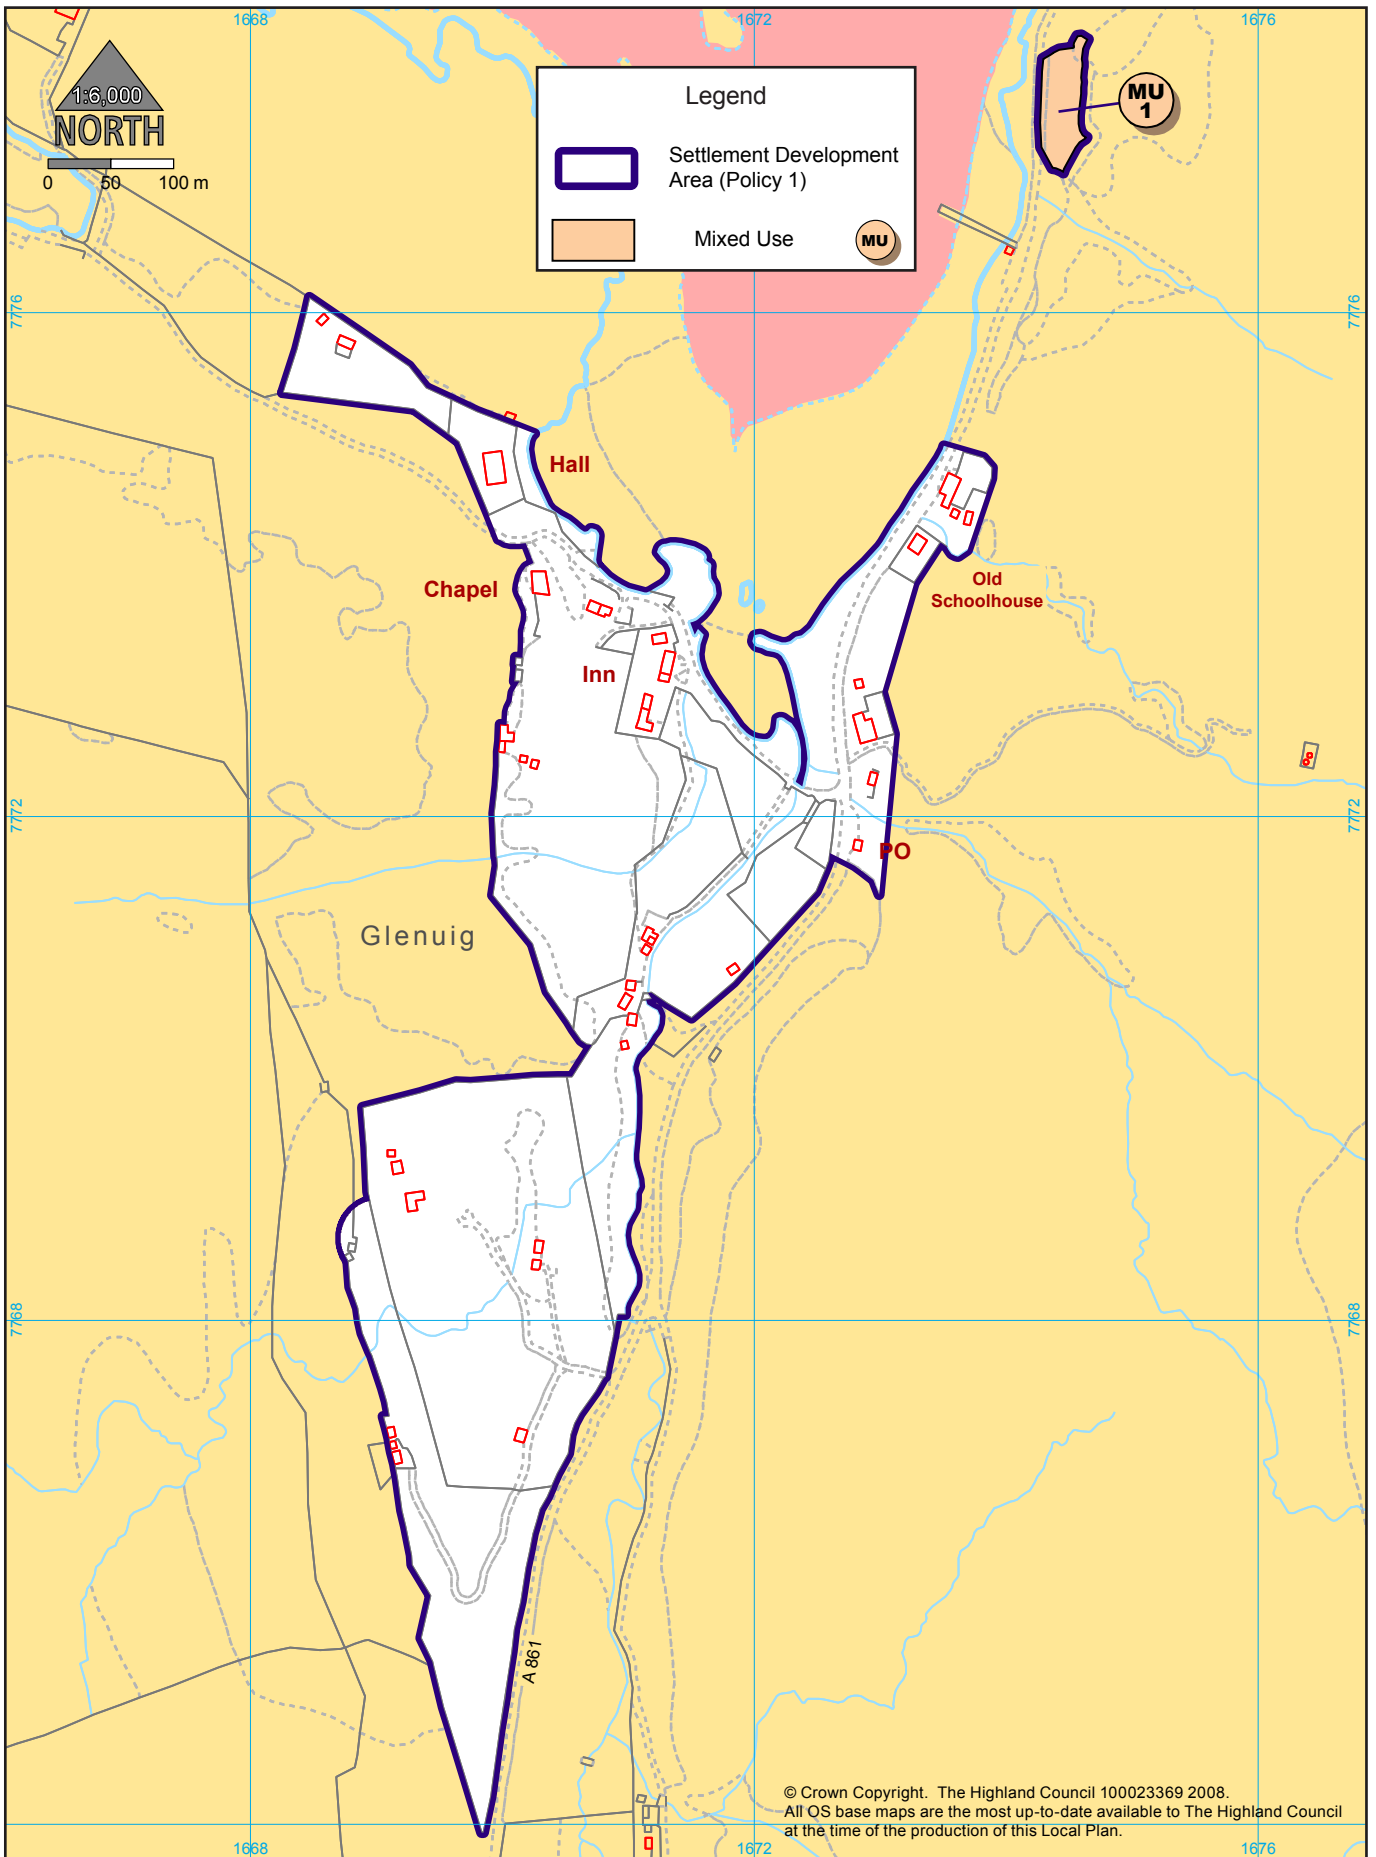 1668
1672
1676
1:6,000
NORTH
0 50 100 m
Legend
Settlement Development
Area (Policy 1)
Mixed Use
MU
MU
1
7776
7776
Hall
Chapel
Old
Schoolhouse
Inn
7772
7772
PO
Glenuig
7768
7768
A 861
© Crown Copyright. The Highland Council 100023369 2008.
All OS base maps are the most up-to-date available to The Highland Council
at the time of the production of this Local Plan.
1668
1672
1676